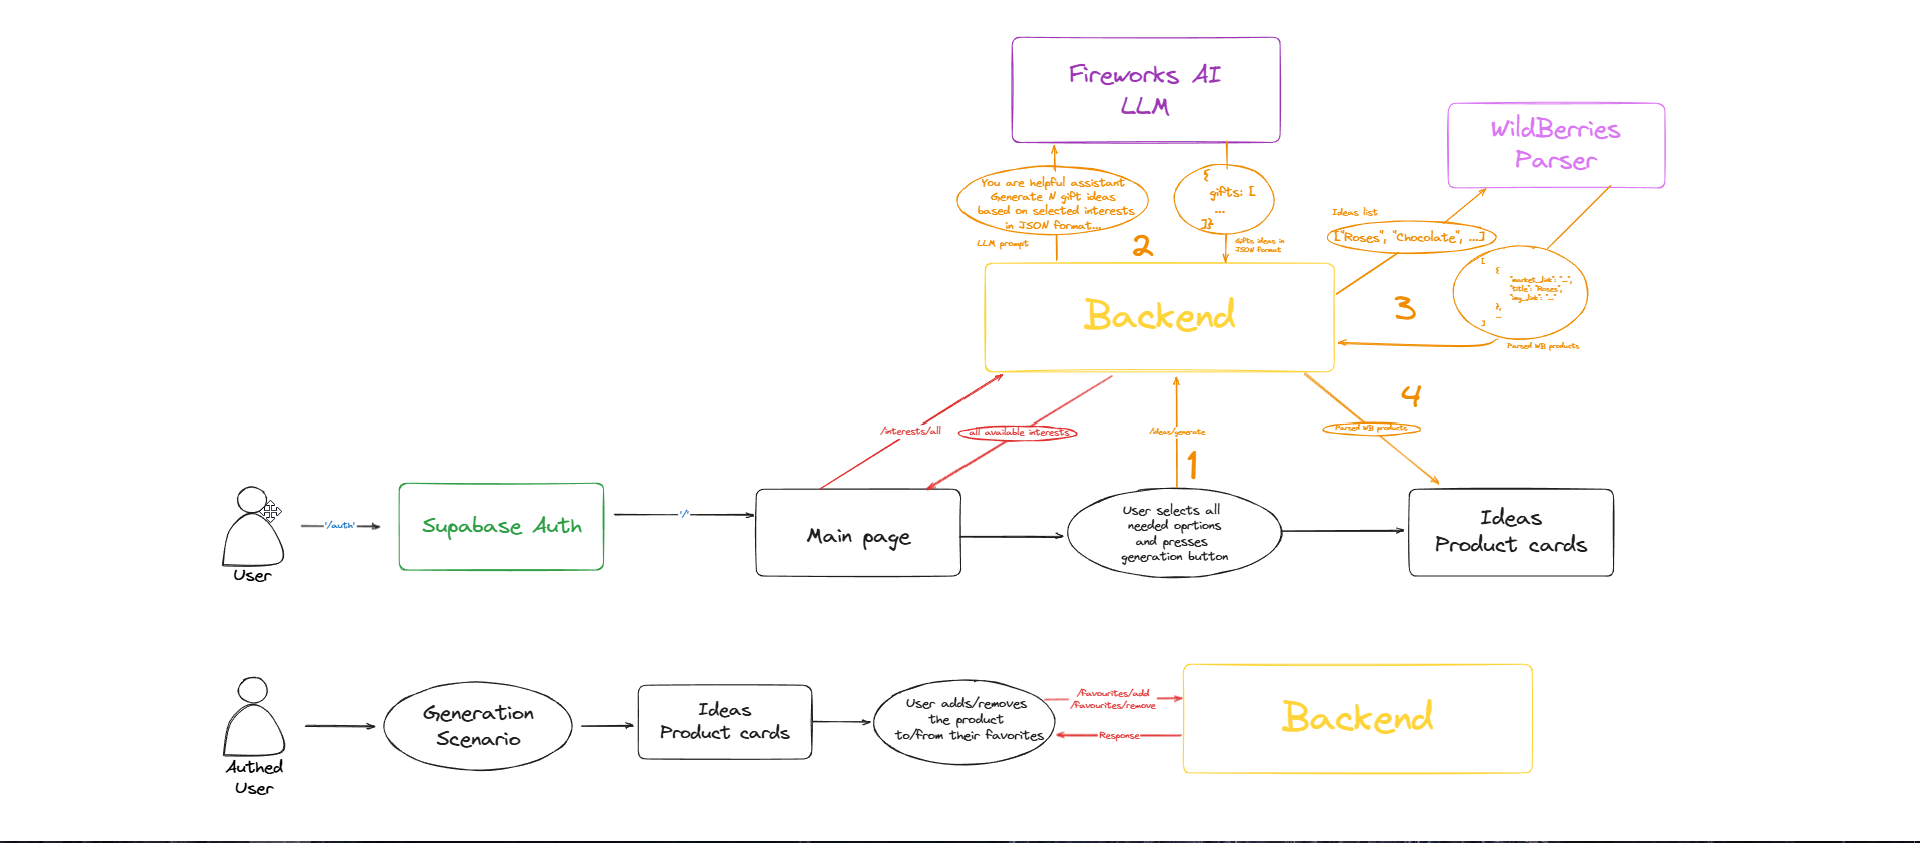 Fireworks AI
LLM
WildBerries
Parser
You are helpful assistant
Generate N gift ideas
based on selected interests
in JSON format...
LLM prompt
{
gifts: [
...
]}
Gifts ideas in
JSON format
2
Ideas list
["Roses", "Chocolate", ...]
[
{
"market_link": "...",
"title": "Roses",
"img_link": "..."
},
...
]
Parsed WB products
3
Backend
4
/interests/all
all available interests
/ideas/generate
1
Parsed WB products
User
'/auth'
Supabase Auth
'/'
Main page
User selects all
needed oprtions
and presses
generation button
Ideas
Product cards
Authed
User
Generation
Scenario
Ideas
Product cards
User adds/removes
the product
to/from their favorites
/favourites/add
/favourites/remove
Response
Backend